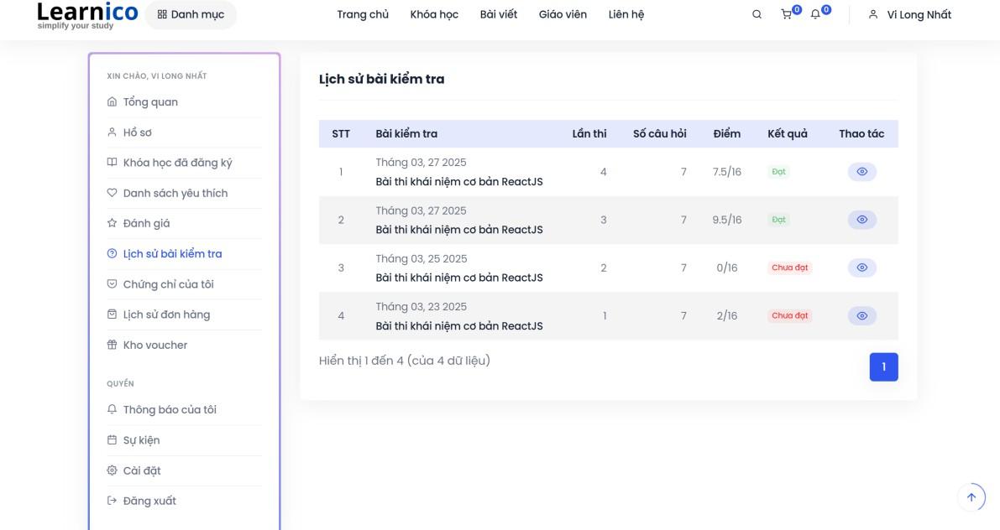 Learnico
simplify your study
Danh mục
Trang chủ Khóa học Bài viết Giáo viên Liên hệ
0 0
Vi Long Nhất
XIN CHÀO, VI LONG NHẤT
Tổng quan
Hồ sơ
Khóa học đã đăng ký
Danh sách yêu thích
Đánh giá
Lịch sử bài kiểm tra
Chứng chỉ của tôi
Lịch sử đơn hàng
Kho voucher
QUYỀN
Thông báo của tôi
Sự kiện
Cài đặt
Đăng xuất
Lịch sử bài kiểm tra
STT Bài kiểm tra Lần thi Số câu hỏi Điểm Kết quả Thao tác
Tháng 03, 27 2025
1 Bài thi khái niệm cơ bản ReactJS 4 7 7.5/16 Đạt
Tháng 03, 27 2025
2 Bài thi khái niệm cơ bản ReactJS 3 7 9.5/16 Đạt
Tháng 03, 25 2025
3 Bài thi khái niệm cơ bản ReactJS 2 7 0/16 Chưa đạt
Tháng 03, 23 2025
4 Bài thi khái niệm cơ bản ReactJS 1 7 2/16 Chưa đạt
Hiển thị 1 đến 4 (của 4 dữ liệu)
1